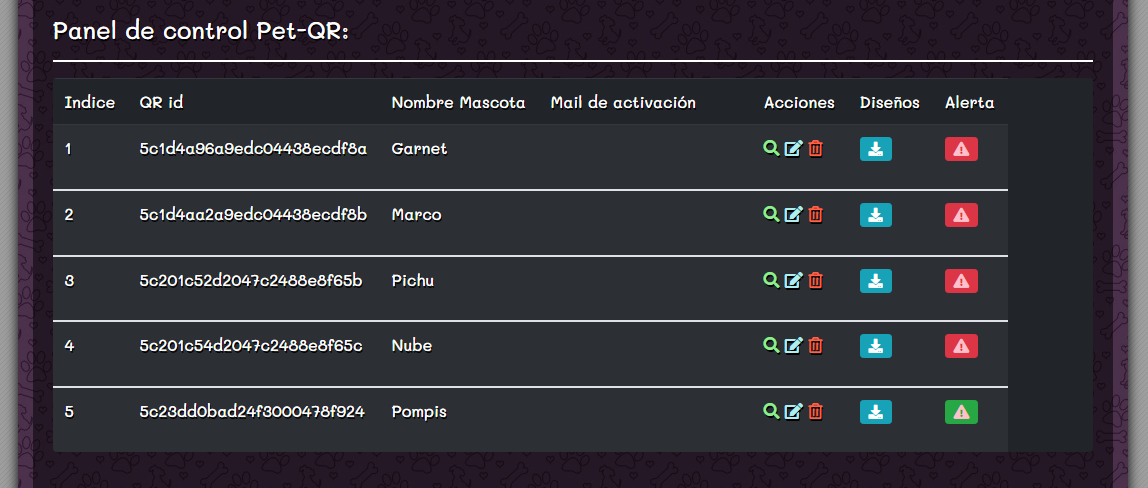 Panel de control Pet-QR:
Indice QR id Nombre Mascota Mail de activación Acciones Diseños Alerta
1 5c1d4a96a9edc04438ecdf8a Garnet
2 5c1d4aa2a9edc04438ecdf8b Marco
3 5c201c52d2047c2488e8f65b Pichu
4 5c201c54d2047c2488e8f65c Nube
5 5c23dd0bad24f3000478f924 Pompis